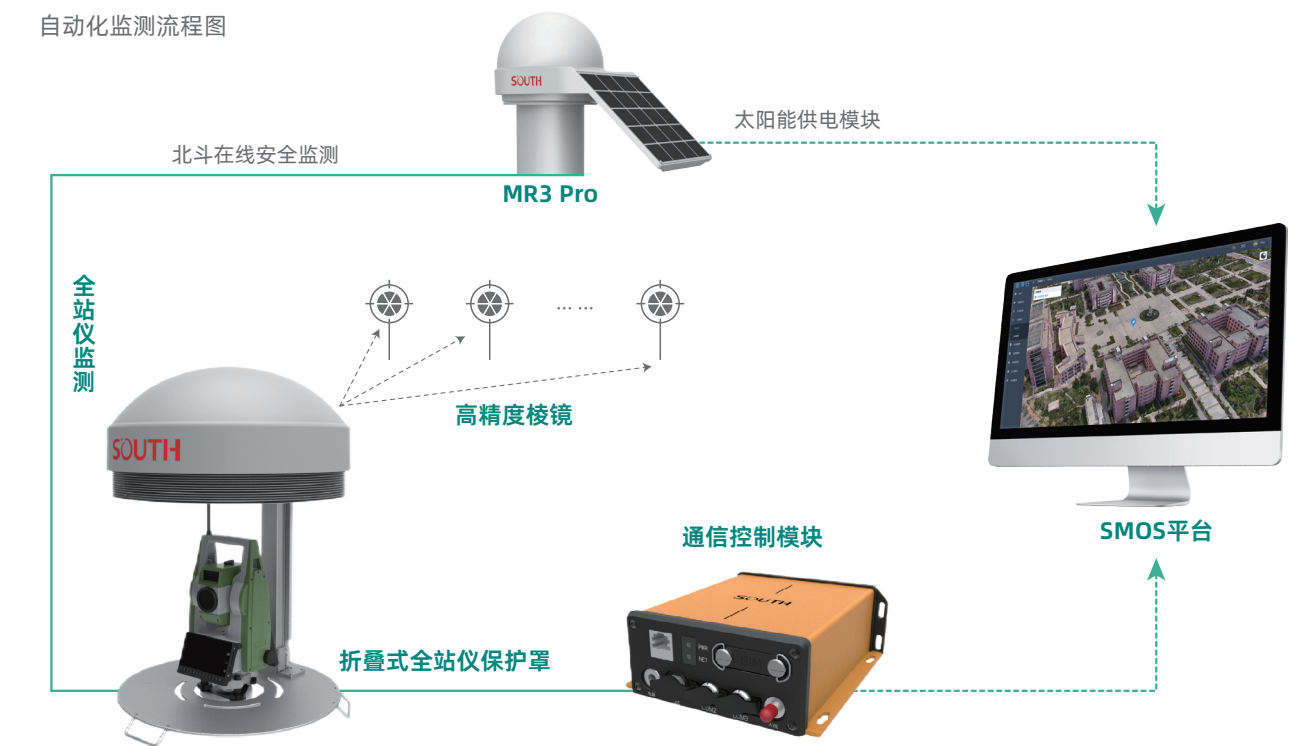 自动化监测流程图
SOUTH
太阳能供电模块
北斗在线安全监测
MR3 Pro
全站仪监测
... ...
高精度棱镜
SOUTH
SMOS平台
通信控制模块
SOUTH
PWR
NET
SIM
COM2
COM3
折叠式全站仪保护罩